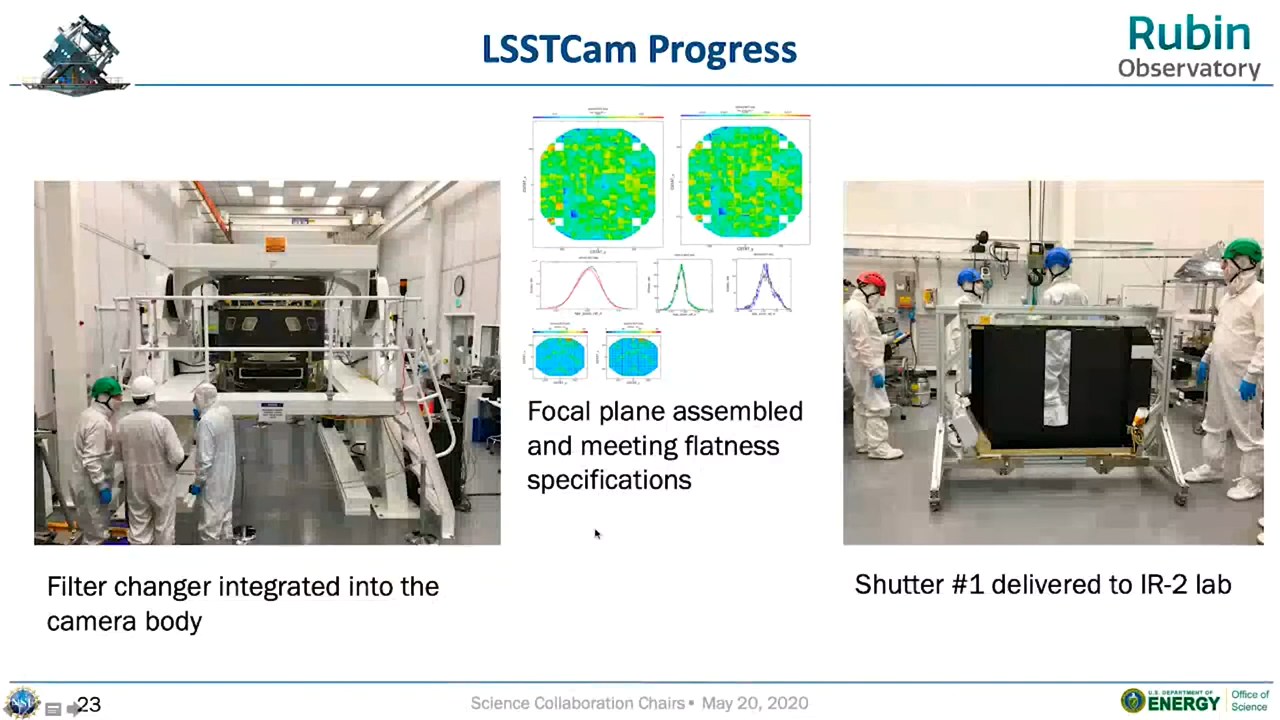 LSSTCam Progress
Rubin
Observatory
Focal plane assembled
and meeting flatness
specifications
Filter changer integrated into the
camera body
Shutter #1 delivered to IR-2 lab
23
Science Collaboration Chairs • May 20, 2020
U.S. DEPARTMENT OF
ENERGY
Office of
Science